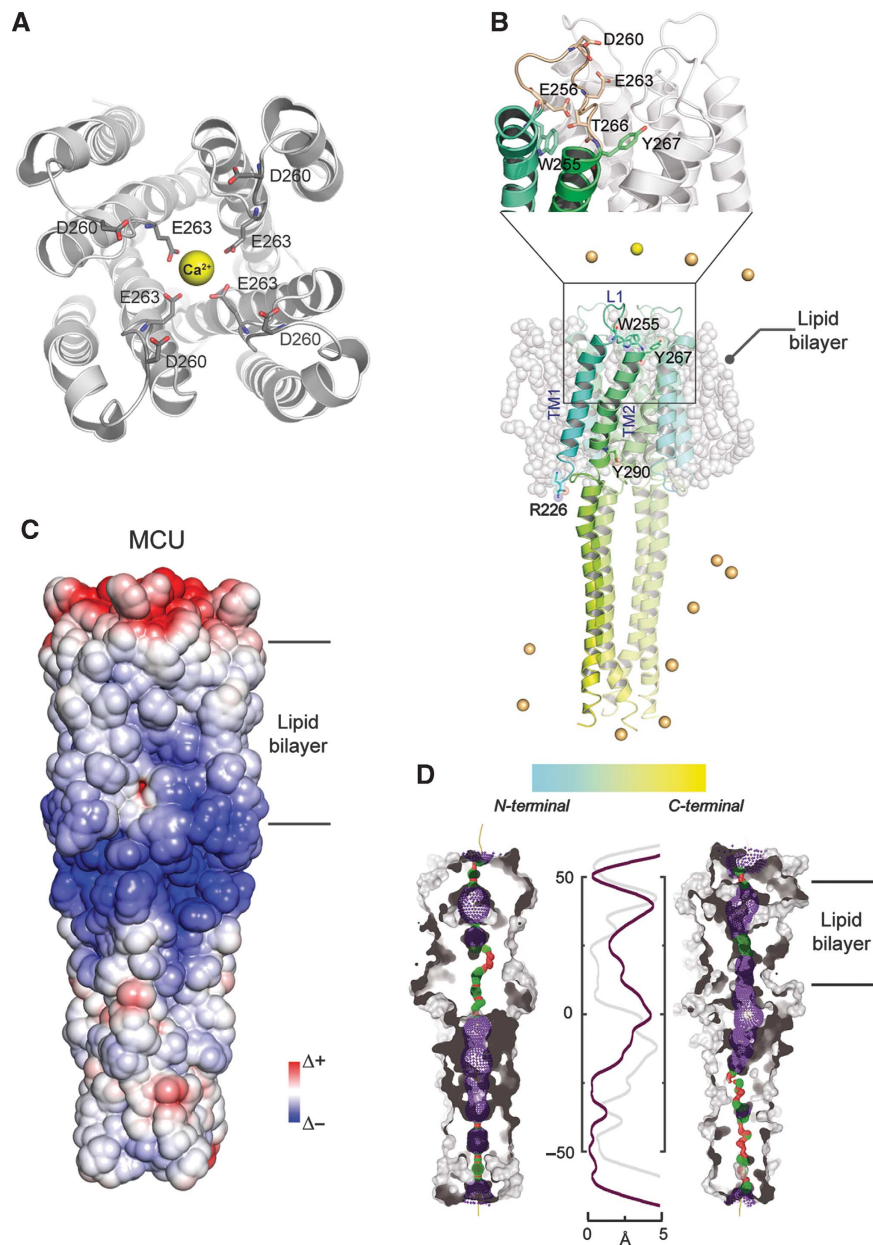 A
D260
D260
E263
E263
Ca²⁺
E263
E263
D260
D260
B
D260
E263
E256
T266
Y267
W255
L1
W255
Y267
Lipid
bilayer
TM1
TM2
Y290
R226
C
MCU
Lipid
bilayer
Δ+
Δ−
D
N-terminal
C-terminal
50
0
−50
0
5
Å
Lipid
bilayer